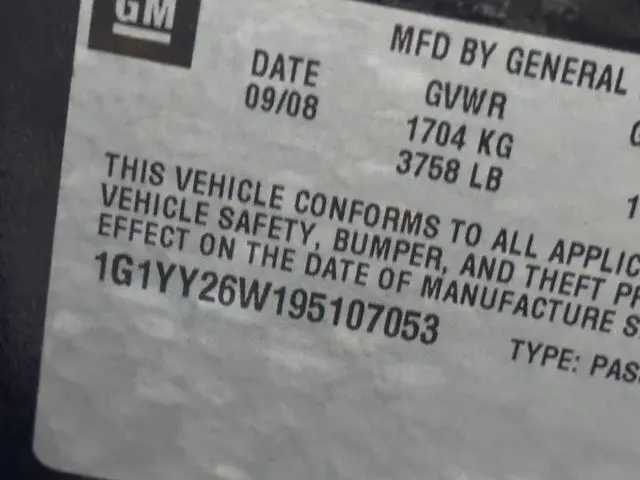 GM
MFD BY GENERAL
DATE
09/08
GVWR
1704 KG
3758 LB
THIS VEHICLE CONFORMS TO ALL APPLIC
VEHICLE SAFETY, BUMPER, AND THEFT PR
EFFECT ON THE DATE OF MANUFACTURE S
1G1YY26W195107053
TYPE: PAS